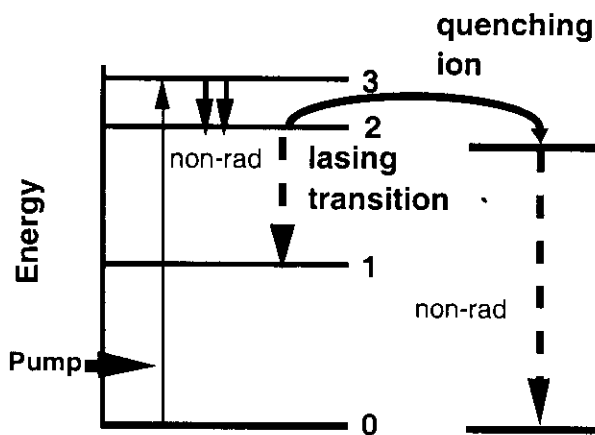 quenching
ion
3
2
non-rad
lasing
transition
Energy
1
non-rad
Pump
0